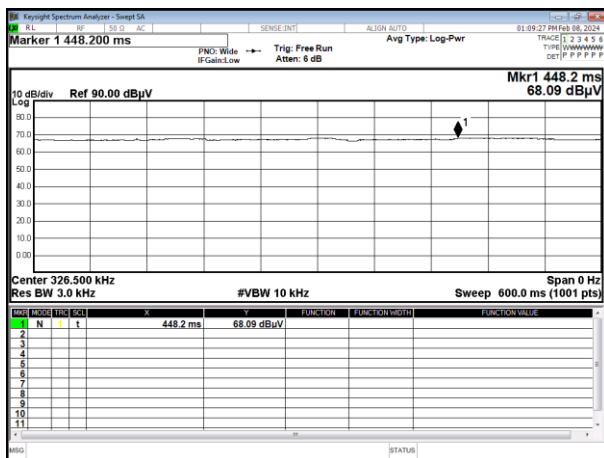 Keysight Spectrum Analyzer - Swept SA
RL RF 50 Ω AC SENSE:INT ALIGN AUTO 01:09:27 PM Feb 08, 2024
Marker 1 448.200 ms
PNO: Wide Trig: Free Run Avg Type: Log-Pwr TRACE 1 2 3 4 5 6
IFGain:Low Atten: 6 dB TYPE WWWWWW
DET P P P P P P
Mkr1 448.2 ms
10 dB/div Ref 90.00 dBµV 68.09 dBµV
Log
80.0
1
70.0
60.0
50.0
40.0
30.0
20.0
10.0
0.00
Center 326.500 kHz Span 0 Hz
Res BW 3.0 kHz #VBW 10 kHz Sweep 600.0 ms (1001 pts)
MKR MODE TRC SCL X Y FUNCTION FUNCTION WIDTH FUNCTION VALUE
1 N 1 t 448.2 ms 68.09 dBµV
2
3
4
5
6
7
8
9
10
11
MSG STATUS